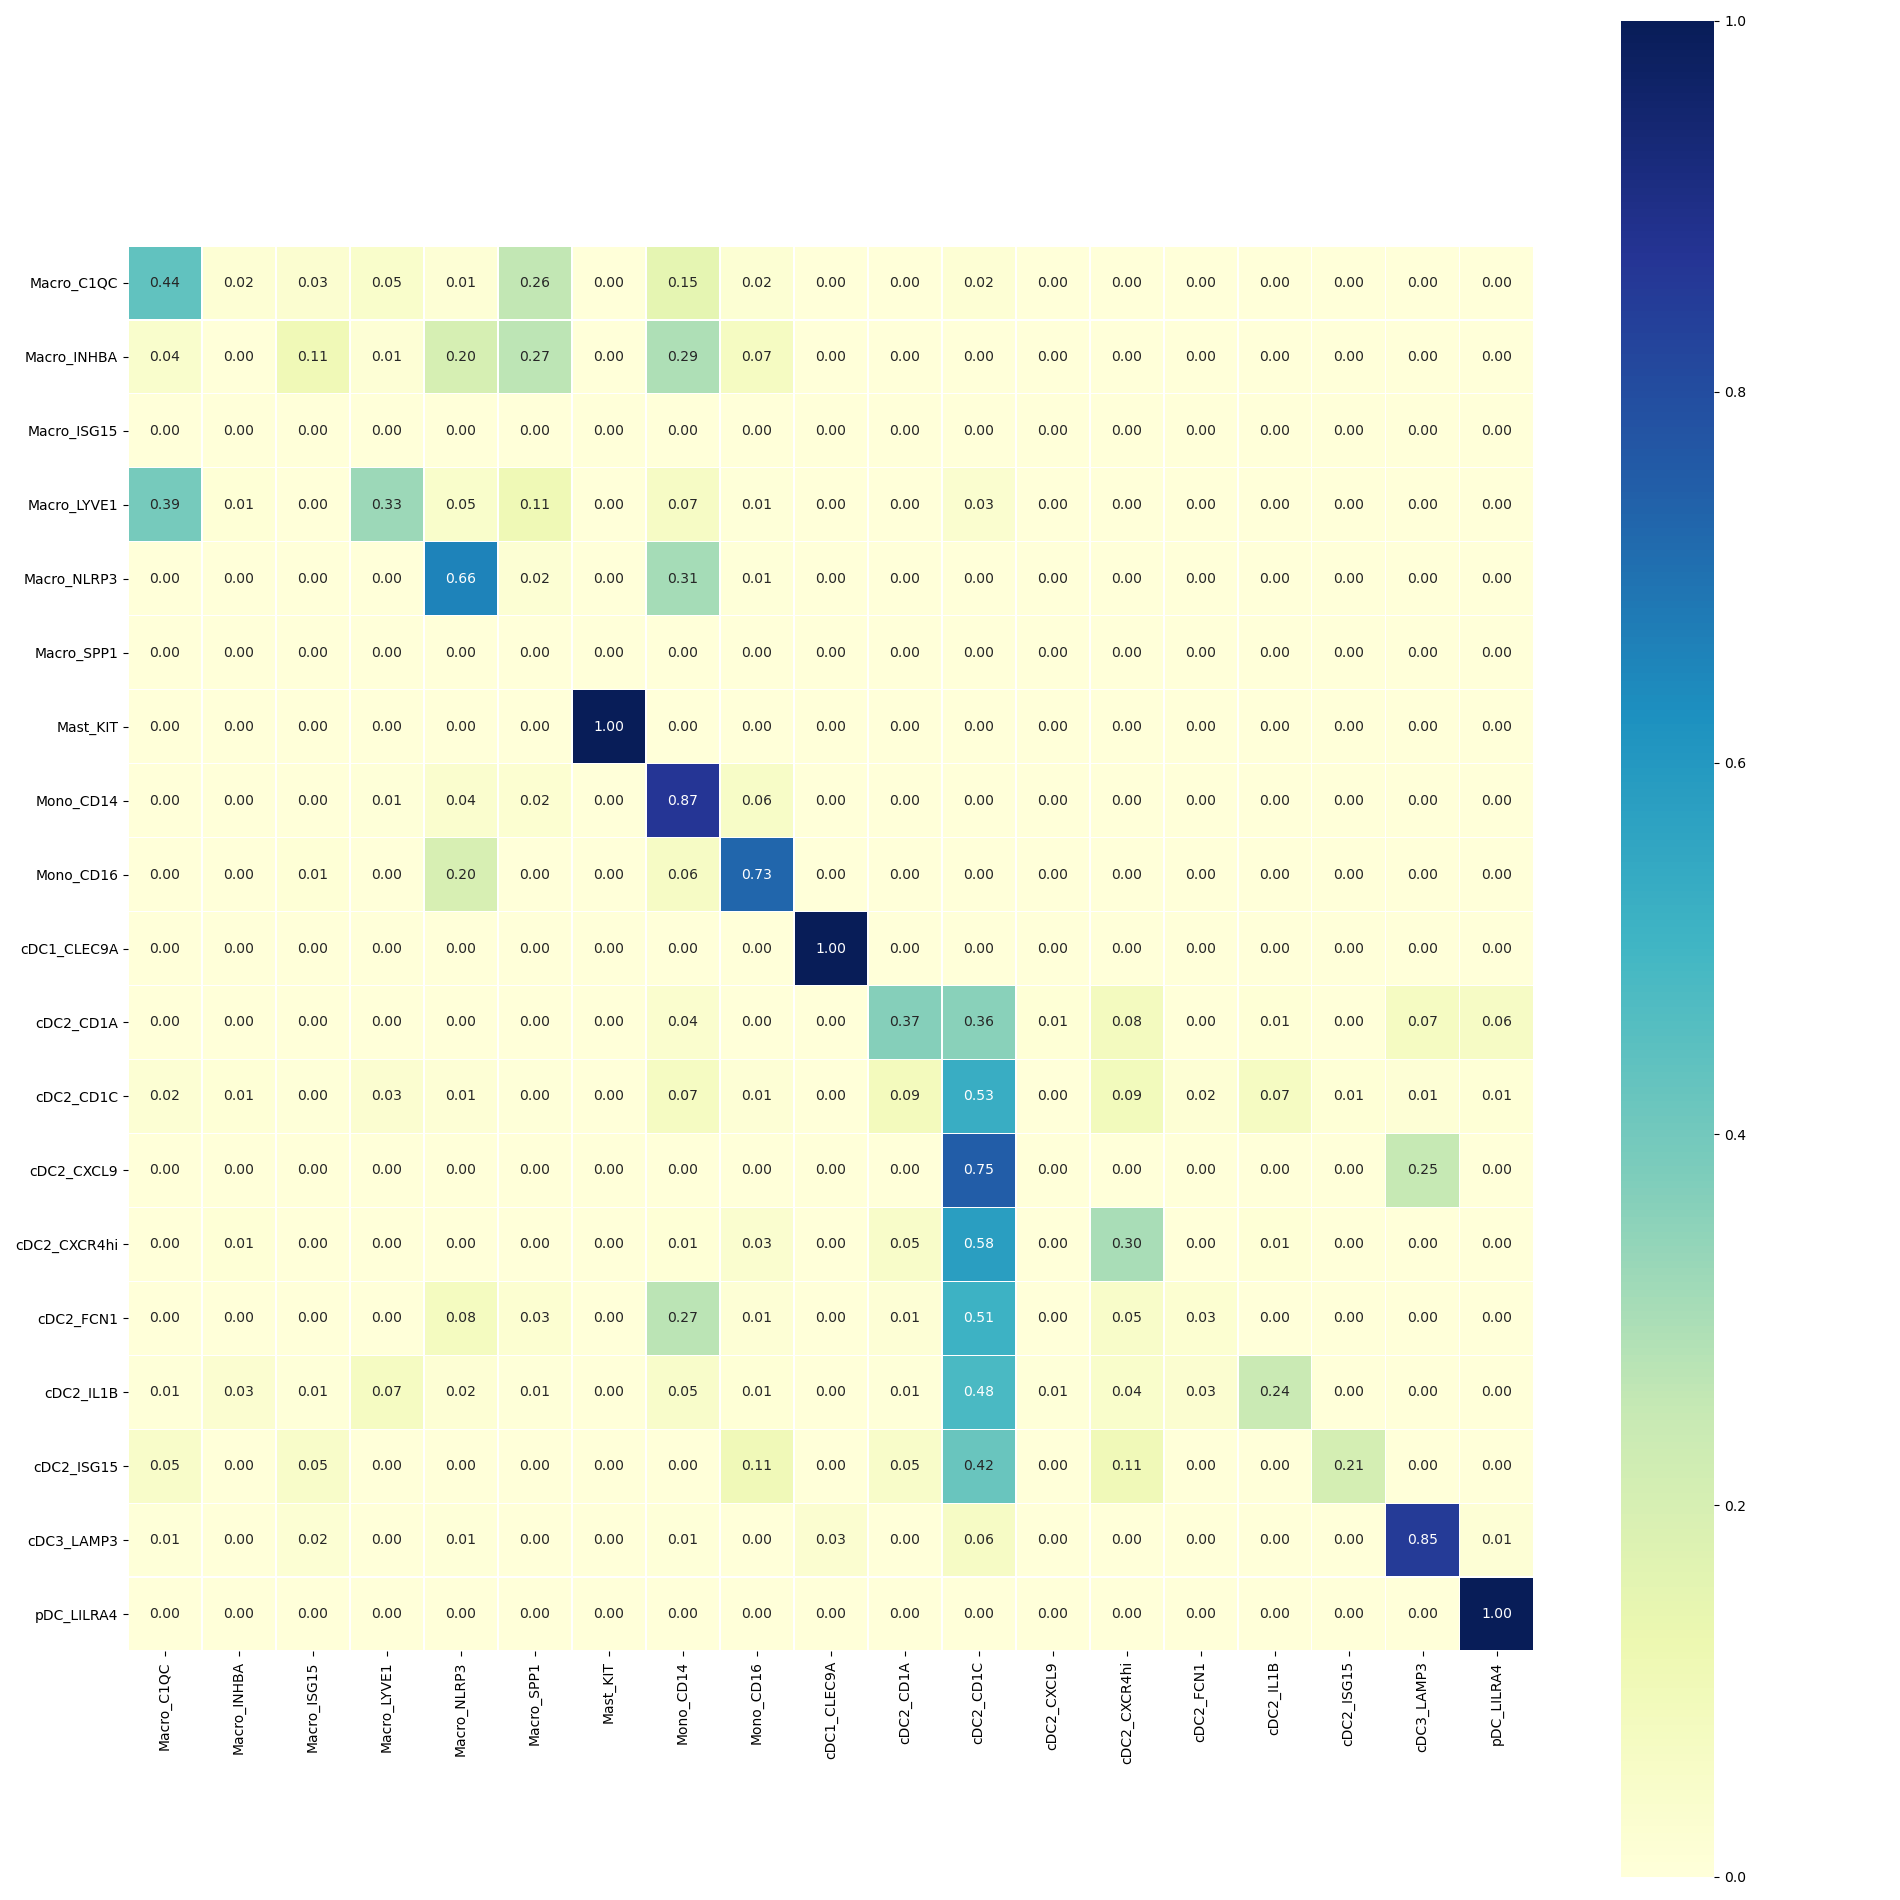 Macro_C1QC 0.44 0.02 0.03 0.05 0.01 0.26 0.00 0.15 0.02 0.00 0.00 0.02 0.00 0.00 0.00 0.00 0.00 0.00 0.00
Macro_INHBA 0.04 0.00 0.11 0.01 0.20 0.27 0.00 0.29 0.07 0.00 0.00 0.00 0.00 0.00 0.00 0.00 0.00 0.00 0.00
Macro_ISG15 0.00 0.00 0.00 0.00 0.00 0.00 0.00 0.00 0.00 0.00 0.00 0.00 0.00 0.00 0.00 0.00 0.00 0.00 0.00
Macro_LYVE1 0.39 0.01 0.00 0.33 0.05 0.11 0.00 0.07 0.01 0.00 0.00 0.03 0.00 0.00 0.00 0.00 0.00 0.00 0.00
Macro_NLRP3 0.00 0.00 0.00 0.00 0.66 0.02 0.00 0.31 0.01 0.00 0.00 0.00 0.00 0.00 0.00 0.00 0.00 0.00 0.00
Macro_SPP1 0.00 0.00 0.00 0.00 0.00 0.00 0.00 0.00 0.00 0.00 0.00 0.00 0.00 0.00 0.00 0.00 0.00 0.00 0.00
Mast_KIT 0.00 0.00 0.00 0.00 0.00 0.00 1.00 0.00 0.00 0.00 0.00 0.00 0.00 0.00 0.00 0.00 0.00 0.00 0.00
Mono_CD14 0.00 0.00 0.00 0.01 0.04 0.02 0.00 0.87 0.06 0.00 0.00 0.00 0.00 0.00 0.00 0.00 0.00 0.00 0.00
Mono_CD16 0.00 0.00 0.01 0.00 0.20 0.00 0.00 0.06 0.73 0.00 0.00 0.00 0.00 0.00 0.00 0.00 0.00 0.00 0.00
cDC1_CLEC9A 0.00 0.00 0.00 0.00 0.00 0.00 0.00 0.00 0.00 1.00 0.00 0.00 0.00 0.00 0.00 0.00 0.00 0.00 0.00
cDC2_CD1A 0.00 0.00 0.00 0.00 0.00 0.00 0.00 0.04 0.00 0.00 0.37 0.36 0.01 0.08 0.00 0.01 0.00 0.07 0.06
cDC2_CD1C 0.02 0.01 0.00 0.03 0.01 0.00 0.00 0.07 0.01 0.00 0.09 0.53 0.00 0.09 0.02 0.07 0.01 0.01 0.01
cDC2_CXCL9 0.00 0.00 0.00 0.00 0.00 0.00 0.00 0.00 0.00 0.00 0.00 0.75 0.00 0.00 0.00 0.00 0.00 0.25 0.00
cDC2_CXCR4hi 0.00 0.01 0.00 0.00 0.00 0.00 0.00 0.01 0.03 0.00 0.05 0.58 0.00 0.30 0.00 0.01 0.00 0.00 0.00
cDC2_FCN1 0.00 0.00 0.00 0.00 0.08 0.03 0.00 0.27 0.01 0.00 0.01 0.51 0.00 0.05 0.03 0.00 0.00 0.00 0.00
cDC2_IL1B 0.01 0.03 0.01 0.07 0.02 0.01 0.00 0.05 0.01 0.00 0.01 0.48 0.01 0.04 0.03 0.24 0.00 0.00 0.00
cDC2_ISG15 0.05 0.00 0.05 0.00 0.00 0.00 0.00 0.00 0.11 0.00 0.05 0.42 0.00 0.11 0.00 0.00 0.21 0.00 0.00
cDC3_LAMP3 0.01 0.00 0.02 0.00 0.01 0.00 0.00 0.01 0.00 0.03 0.00 0.06 0.00 0.00 0.00 0.00 0.00 0.85 0.01
pDC_LILRA4 0.00 0.00 0.00 0.00 0.00 0.00 0.00 0.00 0.00 0.00 0.00 0.00 0.00 0.00 0.00 0.00 0.00 0.00 1.00
Macro_C1QC
Macro_INHBA
Macro_ISG15
Macro_LYVE1
Macro_NLRP3
Macro_SPP1
Mast_KIT
Mono_CD14
Mono_CD16
cDC1_CLEC9A
cDC2_CD1A
cDC2_CD1C
cDC2_CXCL9
cDC2_CXCR4hi
cDC2_FCN1
cDC2_IL1B
cDC2_ISG15
cDC3_LAMP3
pDC_LILRA4
1.0
0.8
0.6
0.4
0.2
0.0